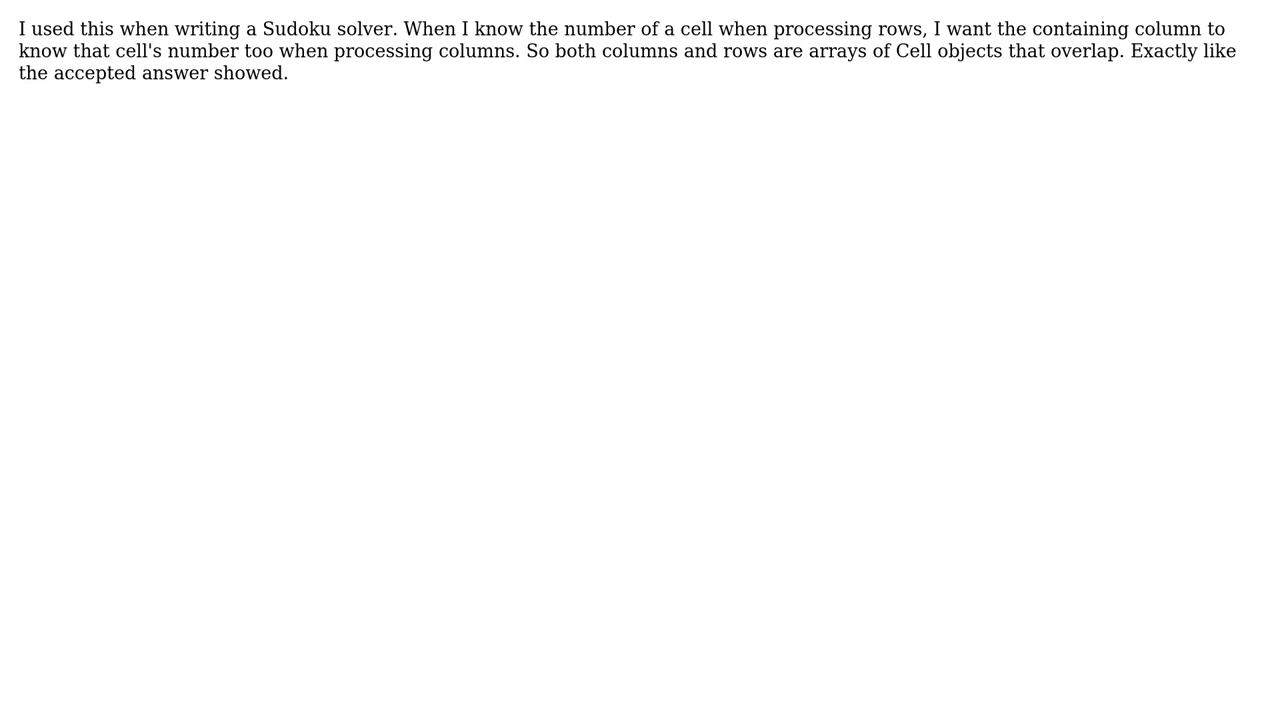 I used this when writing a Sudoku solver. When I know the number of a cell when processing rows, I want the containing column to
know that cell's number too when processing columns. So both columns and rows are arrays of Cell objects that overlap. Exactly like
the accepted answer showed.